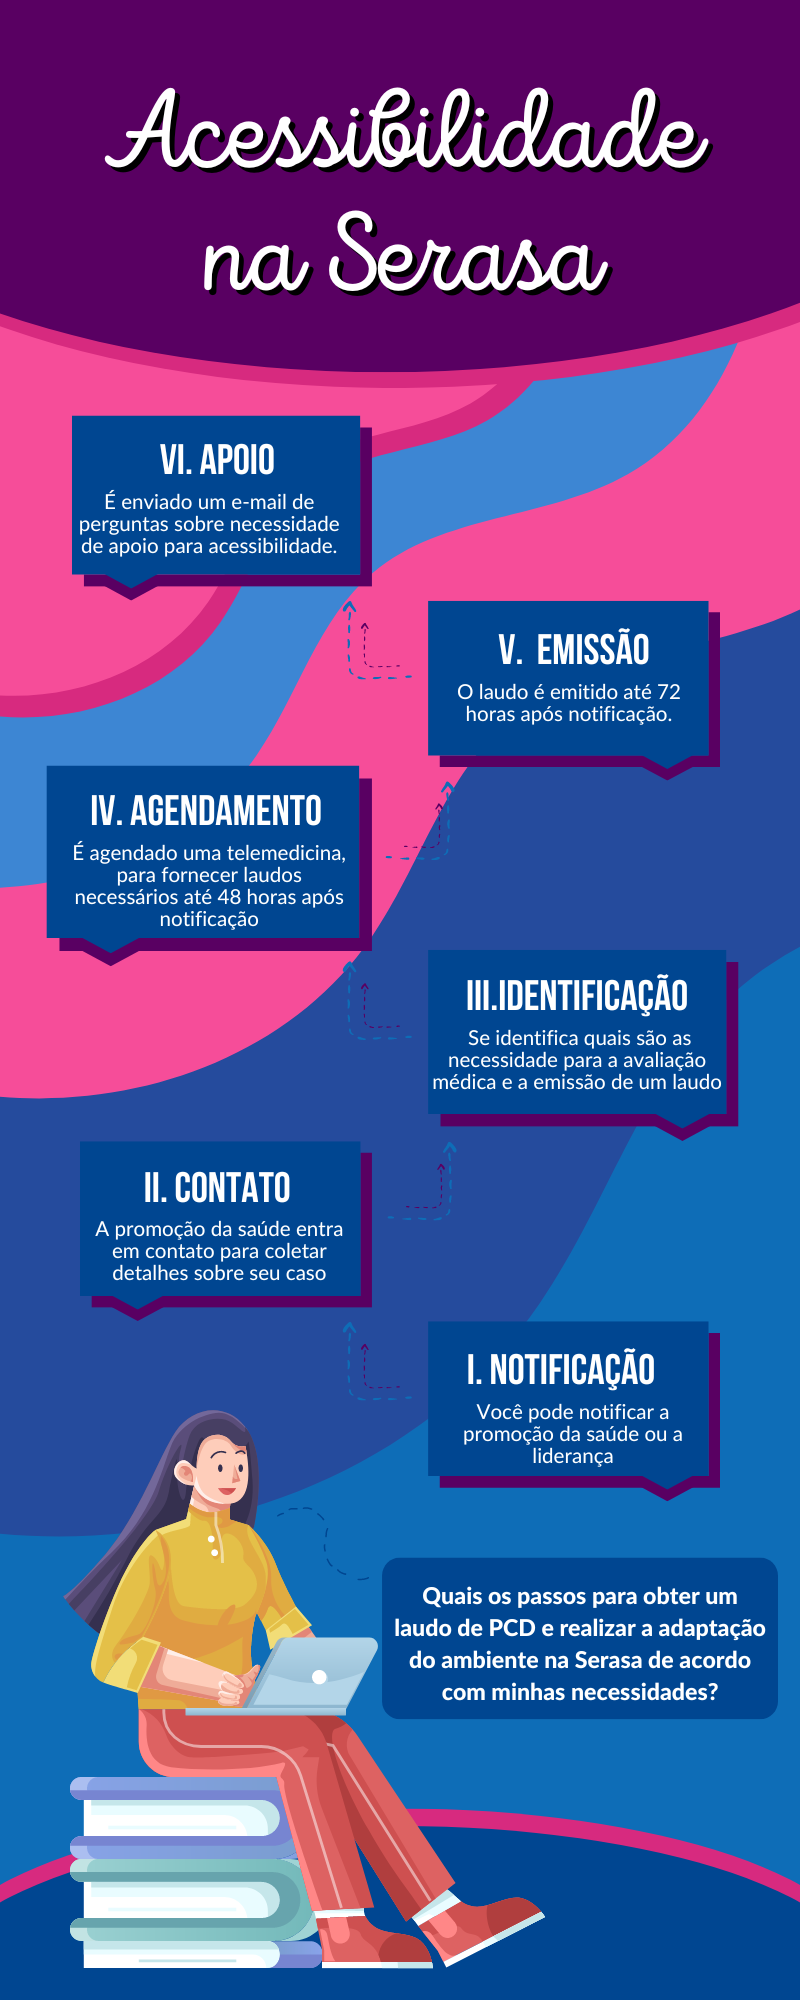 Acessibilidade
na Serasa
VI. APOIO
É enviado um e-mail de
perguntas sobre necessidade
de apoio para acessibilidade.
V. EMISSÃO
O laudo é emitido até 72
horas após notificação.
IV. AGENDAMENTO
É agendado uma telemedicina,
para fornecer laudos
necessários até 48 horas após
notificação
III.IDENTIFICAÇÃO
Se identifica quais são as
necessidade para a avaliação
médica e a emissão de um laudo
II. CONTATO
A promoção da saúde entra
em contato para coletar
detalhes sobre seu caso
I. NOTIFICAÇÃO
Você pode notificar a
promoção da saúde ou a
liderança
Quais os passos para obter um
laudo de PCD e realizar a adaptação
do ambiente na Serasa de acordo
com minhas necessidades?